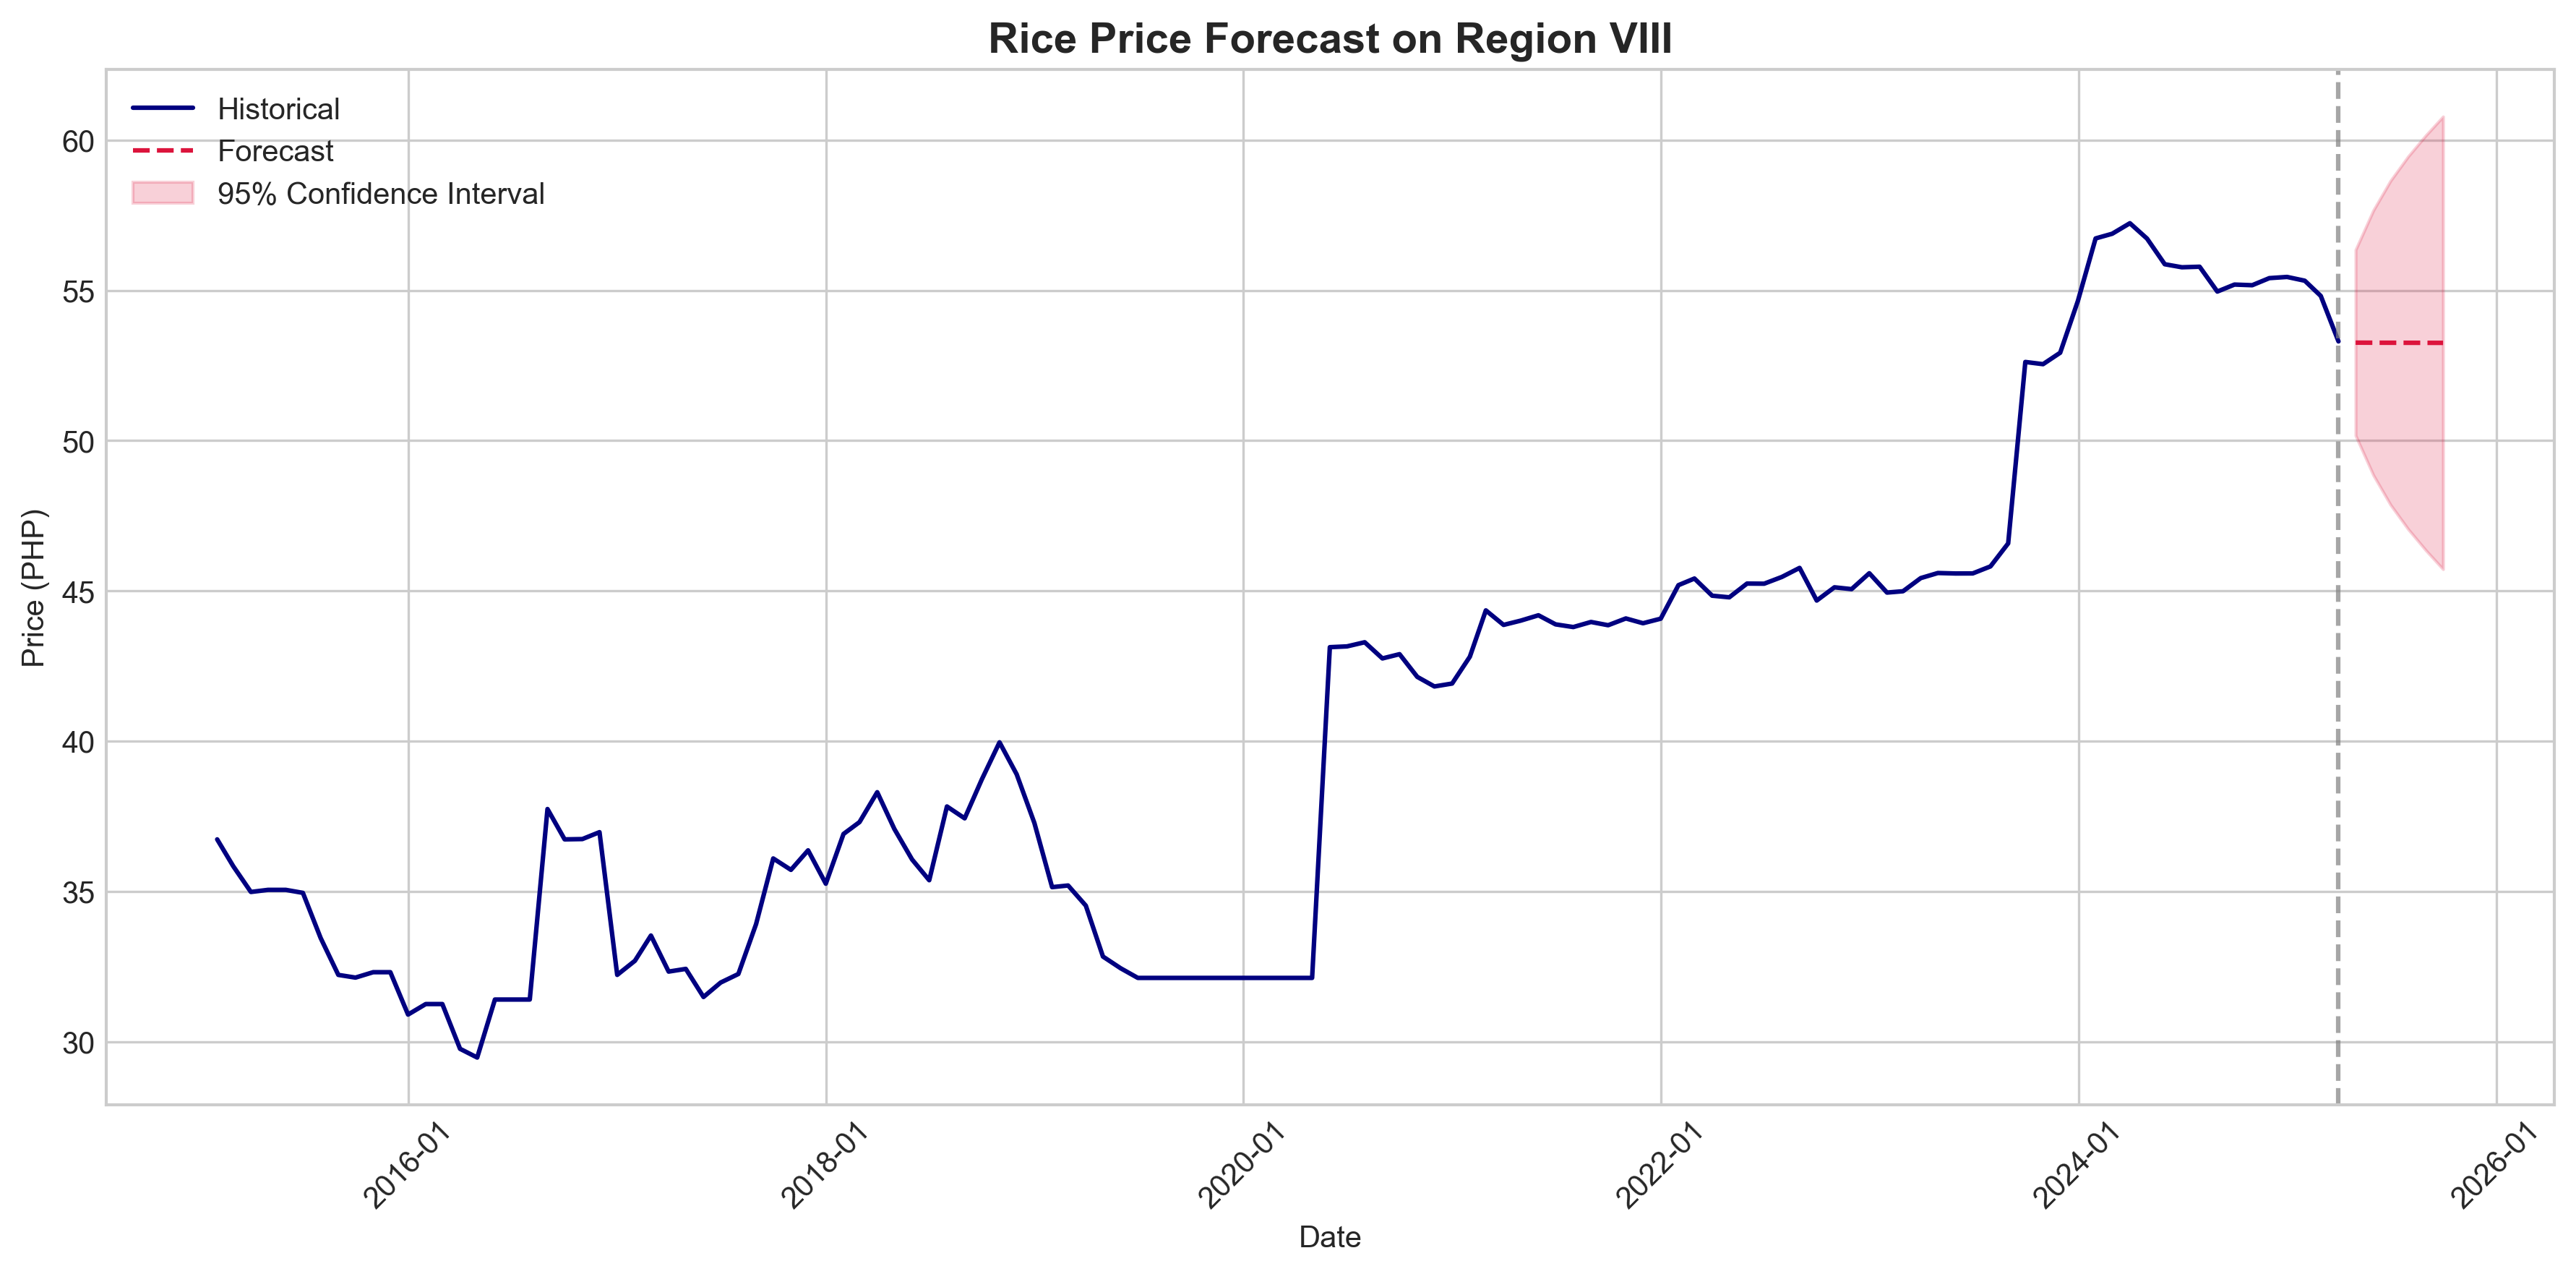 Rice Price Forecast on Region VIII
Historical
Forecast
95% Confidence Interval
60
55
50
45
40
35
30
Price (PHP)
2016-01
2018-01
2020-01
2022-01
2024-01
2026-01
Date